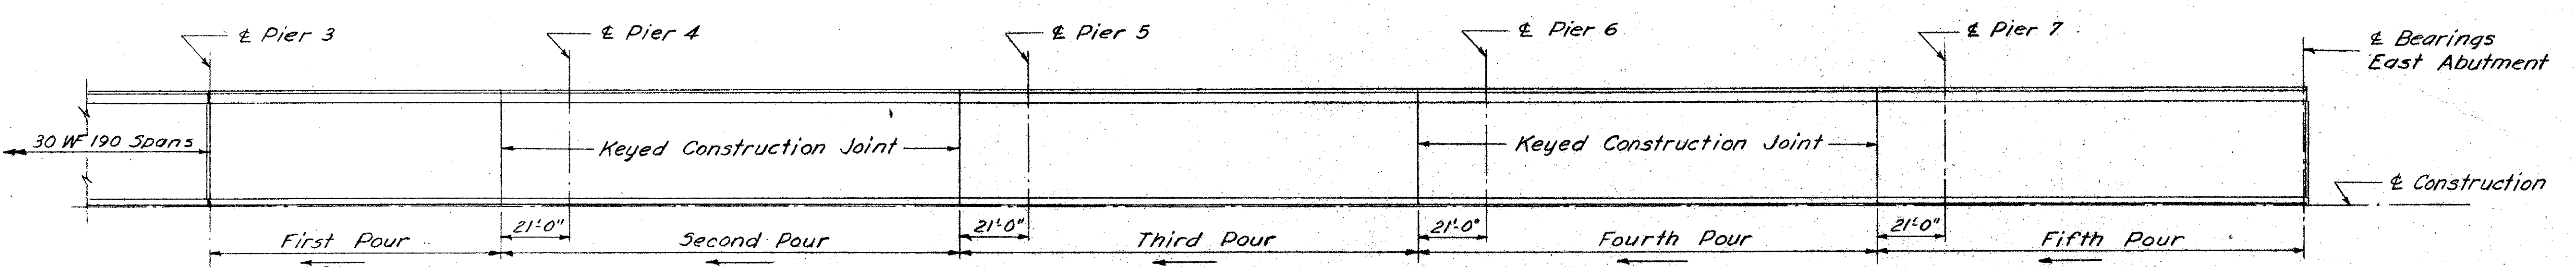 ℄ Pier 3
℄ Pier 4
℄ Pier 5
℄ Pier 6
℄ Pier 7
℄ Bearings
East Abutment
30 WF 190 Spans
Keyed Construction Joint
Keyed Construction Joint
℄ Construction
21'-0"
21'-0"
21'-0"
21'-0"
First Pour
Second Pour
Third Pour
Fourth Pour
Fifth Pour